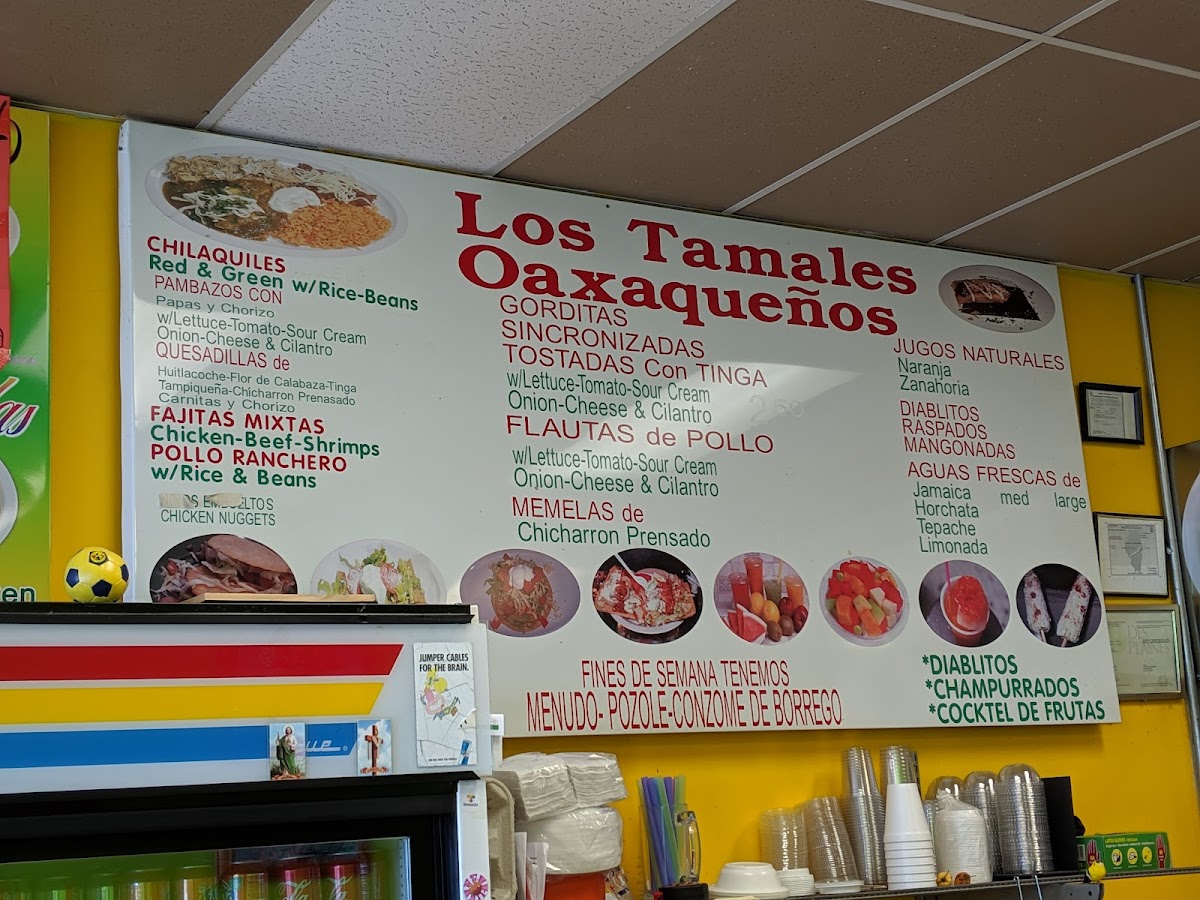 Los Tamales
Oaxaqueños
CHILAQUILES
Red & Green w/Rice-Beans
PAMBAZOS CON
Papas y Chorizo
w/Lettuce-Tomato-Sour Cream
Onion-Cheese & Cilantro
QUESADILLAS de
Huitlacoche-Flor de Calabaza-Tinga
Tampiqueña-Chicharron Prenasado
Carnitas y Chorizo
FAJITAS MIXTAS
Chicken-Beef-Shrimps
POLLO RANCHERO
w/Rice & Beans
CHICKEN NUGGETS
GORDITAS
SINCRONIZADAS
TOSTADAS Con TINGA
w/Lettuce-Tomato-Sour Cream
Onion-Cheese & Cilantro
FLAUTAS de POLLO
w/Lettuce-Tomato-Sour Cream
Onion-Cheese & Cilantro
MEMELAS de
Chicharron Prensado
JUGOS NATURALES
Naranja
Zanahoria
DIABLITOS
RASPADOS
MANGONADAS
AGUAS FRESCAS de
Jamaica med large
Horchata
Tepache
Limonada
FINES DE SEMANA TENEMOS
MENUDO- POZOLE-CONZOME DE BORREGO
*DIABLITOS
*CHAMPURRADOS
*COCKTEL DE FRUTAS
JUMPER CABLES
FOR THE BRAIN.